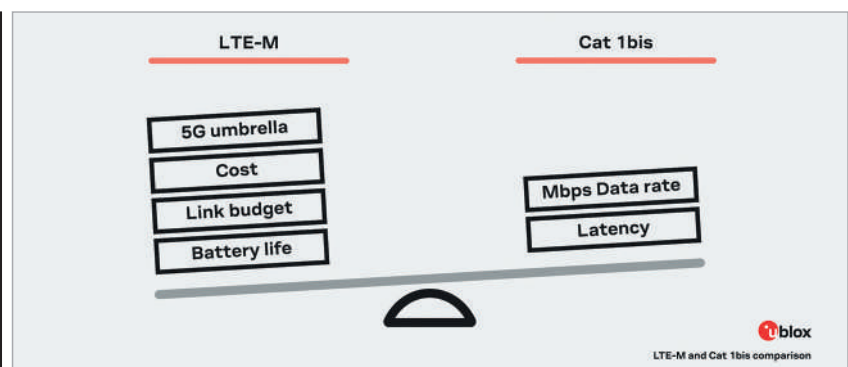 LTE-M
Cat 1bis
5G umbrella
Cost
Link budget
Battery life
Mbps Data rate
Latency
ublox
LTE-M and Cat 1bis comparison